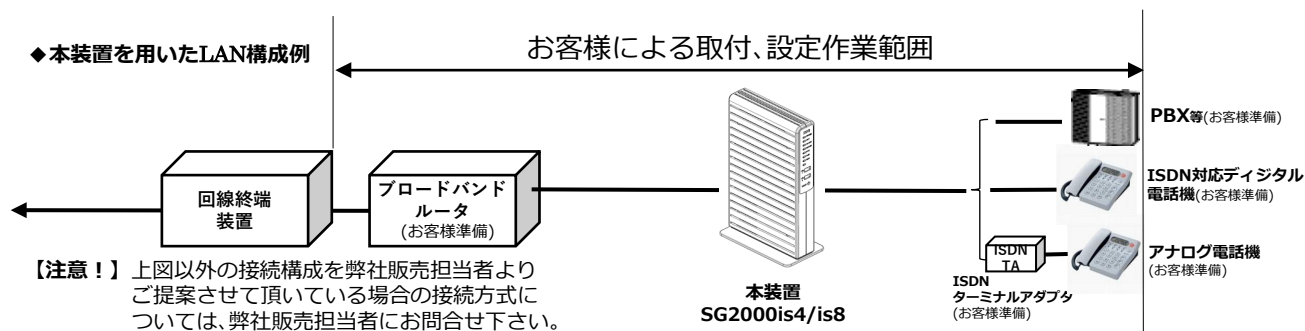 ◆本装置を用いたLAN構成例
お客様による取付、設定作業範囲
回線終端
装置
ブロードバンド
ルータ
(お客様準備)
本装置
SG2000is4/is8
PBX等(お客様準備)
ISDN対応ディジタル
電話機(お客様準備)
ISDN
TA
ISDN
ターミナルアダプタ
(お客様準備)
アナログ電話機
(お客様準備)
【注意！】上図以外の接続構成を弊社販売担当者より
ご提案させて頂いている場合の接続方式に
ついては、弊社販売担当者にお問合せ下さい。